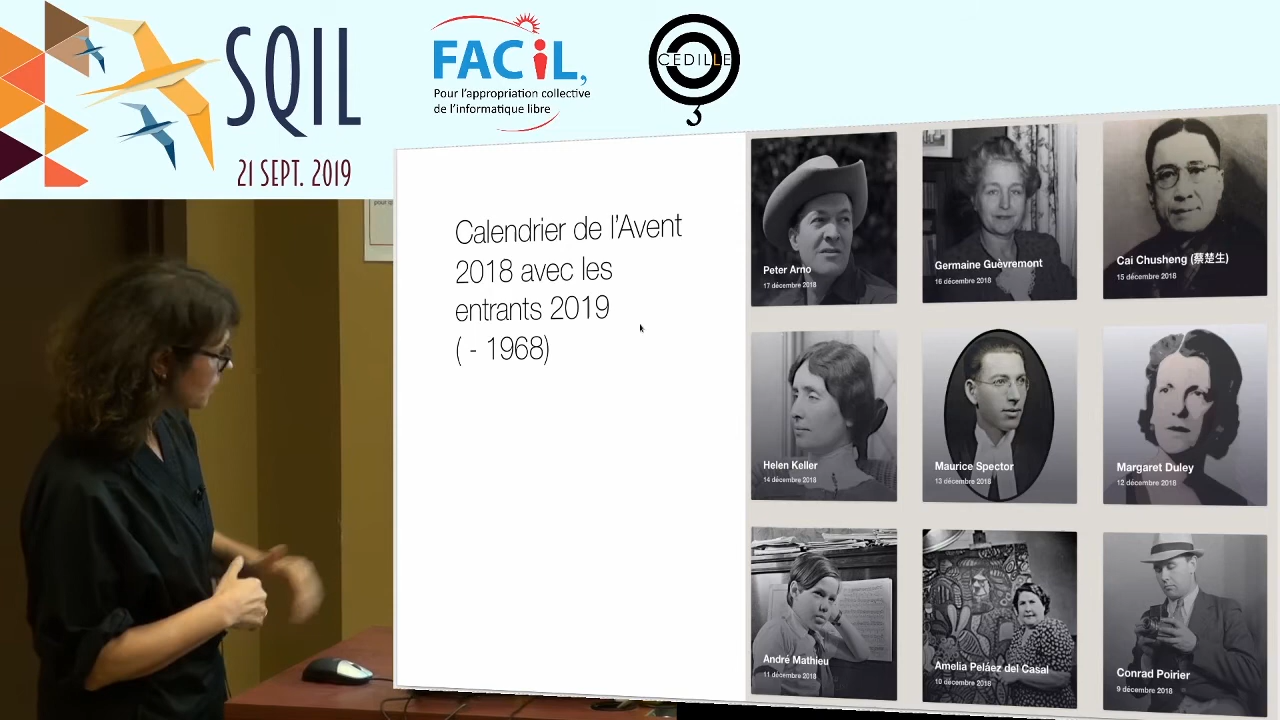 SQIL
21 SEPT. 2019
FACiL,
Pour l'appropriation collective
de l'informatique libre
CEDILLE
Calendrier de l'Avent
2018 avec les
entrants 2019
( - 1968)
Peter Arno
17 décembre 2018
Germaine Guèvremont
16 décembre 2018
Cai Chusheng (蔡楚生)
15 décembre 2018
Helen Keller
14 décembre 2018
Maurice Spector
13 décembre 2018
Margaret Duley
12 décembre 2018
André Mathieu
11 décembre 2018
Amelia Peláez del Casal
10 décembre 2018
Conrad Poirier
9 décembre 2018